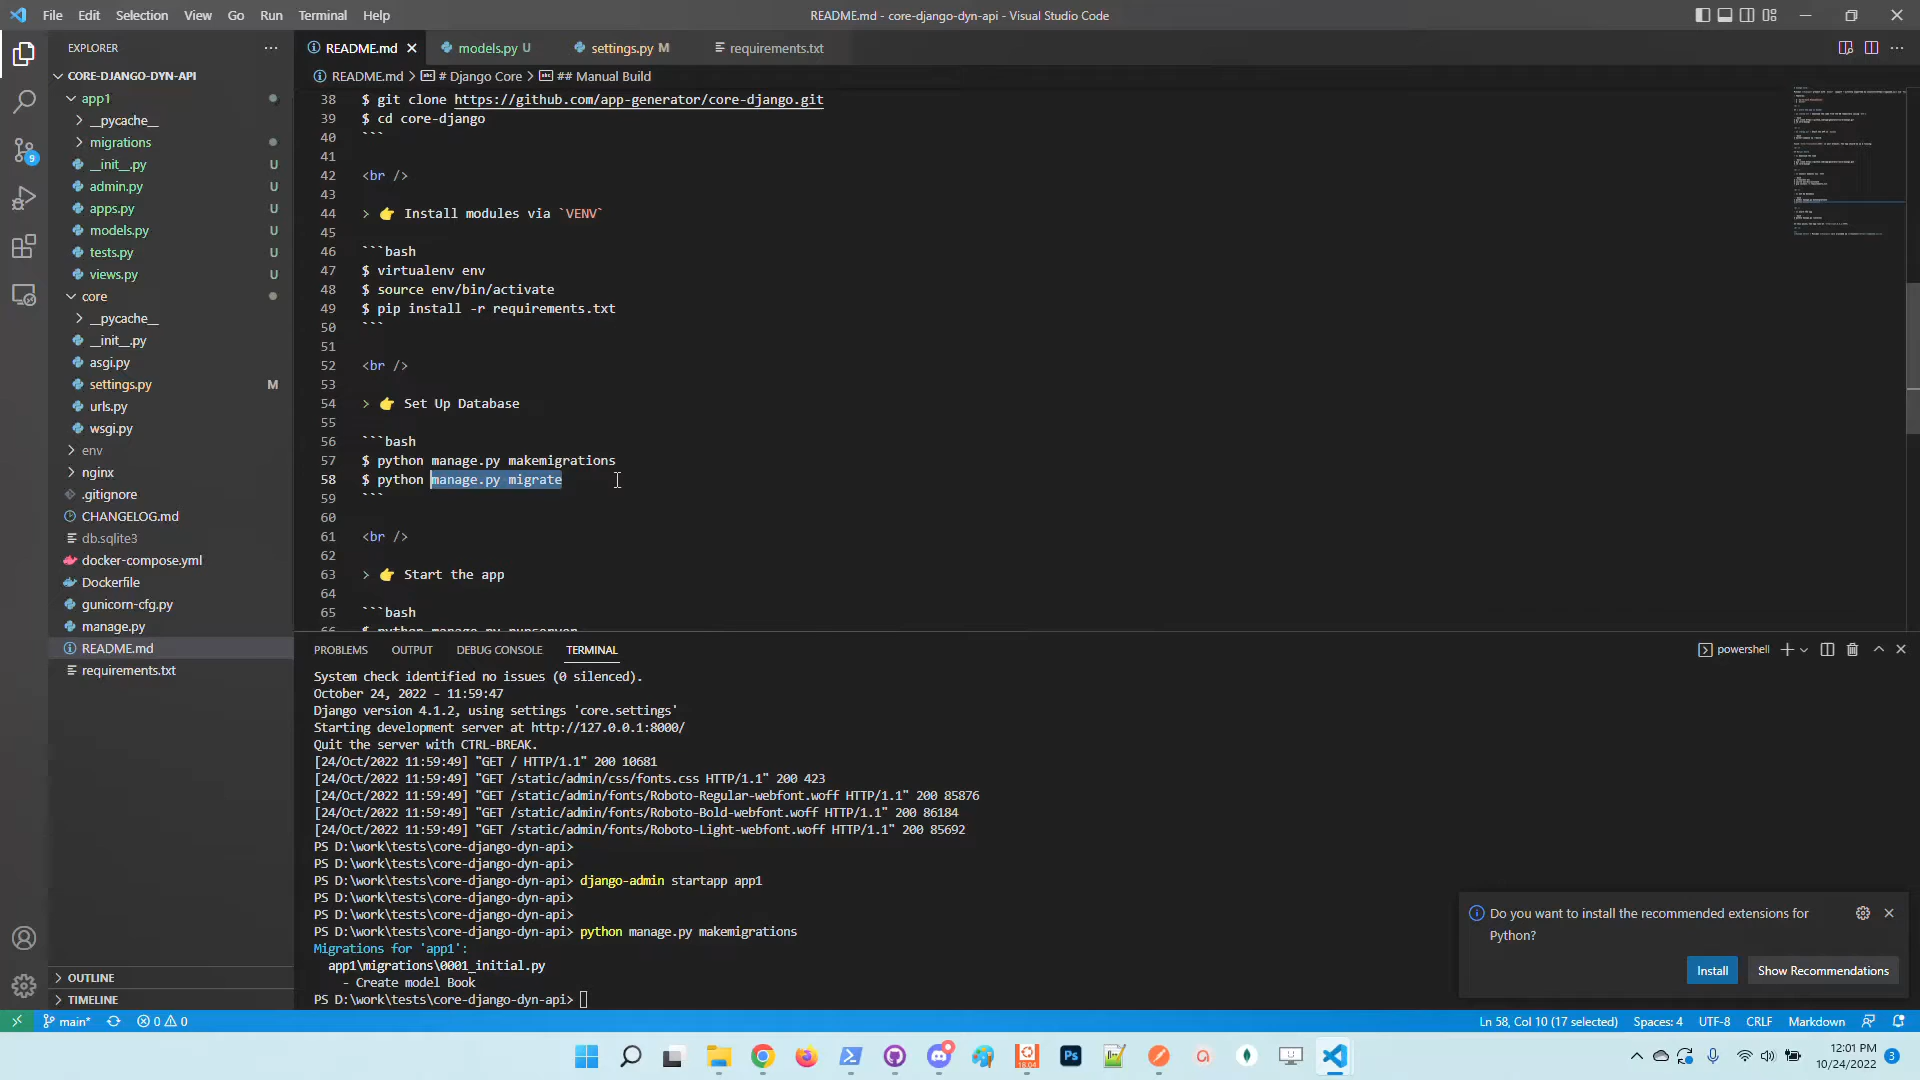 File Edit Selection View Go Run Terminal Help
README.md - core-django-dyn-api - Visual Studio Code
EXPLORER
README.md
models.py U
settings.py M
requirements.txt
CORE-DJANGO-DYN-API
README.md > # Django Core > ## Manual Build
app1
__pycache__
migrations
__init__.py U
admin.py U
apps.py U
models.py U
tests.py U
views.py U
core
__pycache__
__init__.py
asgi.py
settings.py M
urls.py
wsgi.py
env
nginx
.gitignore
CHANGELOG.md
db.sqlite3
docker-compose.yml
Dockerfile
gunicorn-cfg.py
manage.py
README.md
requirements.txt
OUTLINE
TIMELINE
9
38 $ git clone https://github.com/app-generator/core-django.git
39 $ cd core-django
40 ```
41
42 <br />
43
44 > 👉 Install modules via `VENV`
45
46 ```bash
47 $ virtualenv env
48 $ source env/bin/activate
49 $ pip install -r requirements.txt
50 ```
51
52 <br />
53
54 > 👉 Set Up Database
55
56 ```bash
57 $ python manage.py makemigrations
58 $ python manage.py migrate
59 ```
60
61 <br />
62
63 > 👉 Start the app
64
65 ```bash
66 $ python manage.py runserver
PROBLEMS OUTPUT DEBUG CONSOLE TERMINAL
powershell
System check identified no issues (0 silenced).
October 24, 2022 - 11:59:47
Django version 4.1.2, using settings 'core.settings'
Starting development server at http://127.0.0.1:8000/
Quit the server with CTRL-BREAK.
[24/Oct/2022 11:59:49] "GET / HTTP/1.1" 200 10681
[24/Oct/2022 11:59:49] "GET /static/admin/css/fonts.css HTTP/1.1" 200 423
[24/Oct/2022 11:59:49] "GET /static/admin/fonts/Roboto-Regular-webfont.woff HTTP/1.1" 200 85876
[24/Oct/2022 11:59:49] "GET /static/admin/fonts/Roboto-Bold-webfont.woff HTTP/1.1" 200 86184
[24/Oct/2022 11:59:49] "GET /static/admin/fonts/Roboto-Light-webfont.woff HTTP/1.1" 200 85692
PS D:\work\tests\core-django-dyn-api>
PS D:\work\tests\core-django-dyn-api>
PS D:\work\tests\core-django-dyn-api> django-admin startapp app1
PS D:\work\tests\core-django-dyn-api>
PS D:\work\tests\core-django-dyn-api>
PS D:\work\tests\core-django-dyn-api> python manage.py makemigrations
Migrations for 'app1':
app1\migrations\0001_initial.py
- Create model Book
PS D:\work\tests\core-django-dyn-api>
Do you want to install the recommended extensions for
Python?
Install
Show Recommendations
main*
0 0
Ln 58, Col 10 (17 selected)
Spaces: 4
UTF-8
CRLF
Markdown
Ps
18.04
12:01 PM
10/24/2022
3